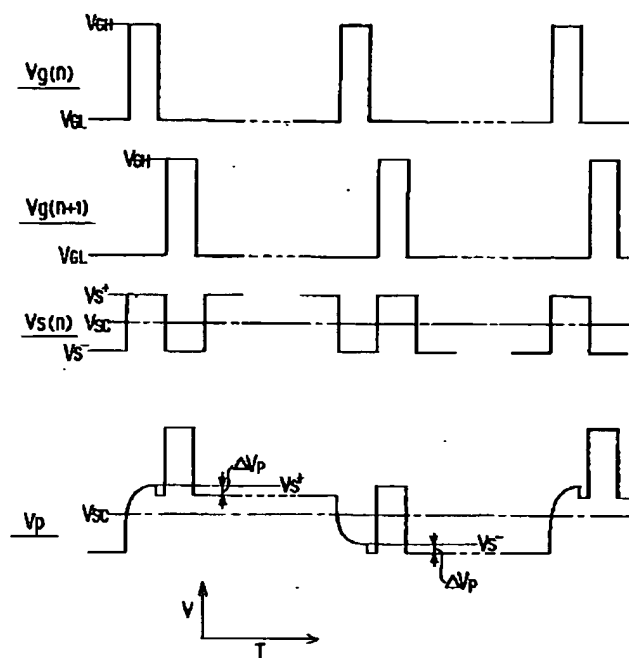 VGH
Vg(n)
VGL
VGH
Vg(n+1)
VGL
Vs+
Vs(n)
Vsc
Vs-
ΔVp
Vs+
Vsc
Vp
Vs-
ΔVp
V
T